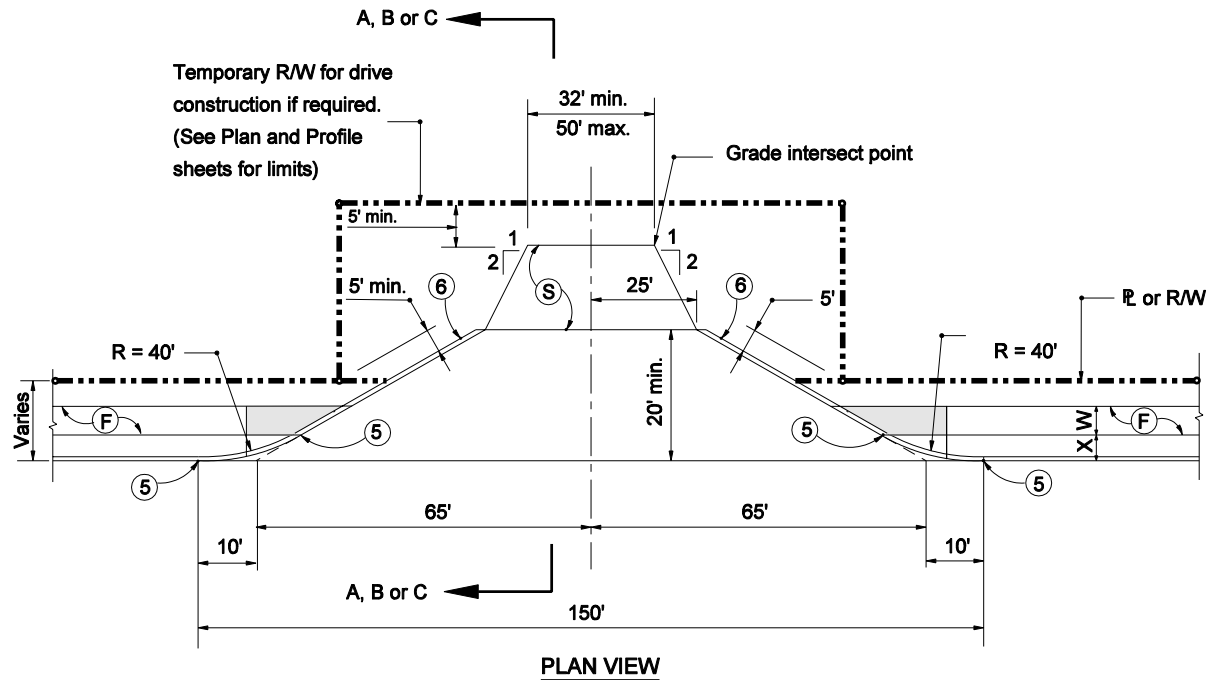 A, B or C
Temporary R/W for drive
construction if required.
(See Plan and Profile
sheets for limits)
32' min.
50' max.
Grade intersect point
5' min.
1
2
1
2
5' min.
6
S
25'
6
5'
℄ or R/W
R = 40'
R = 40'
Varies
F
20' min.
F
W
X
5
5
5
5
65'
65'
10'
10'
A, B or C
150'
PLAN VIEW